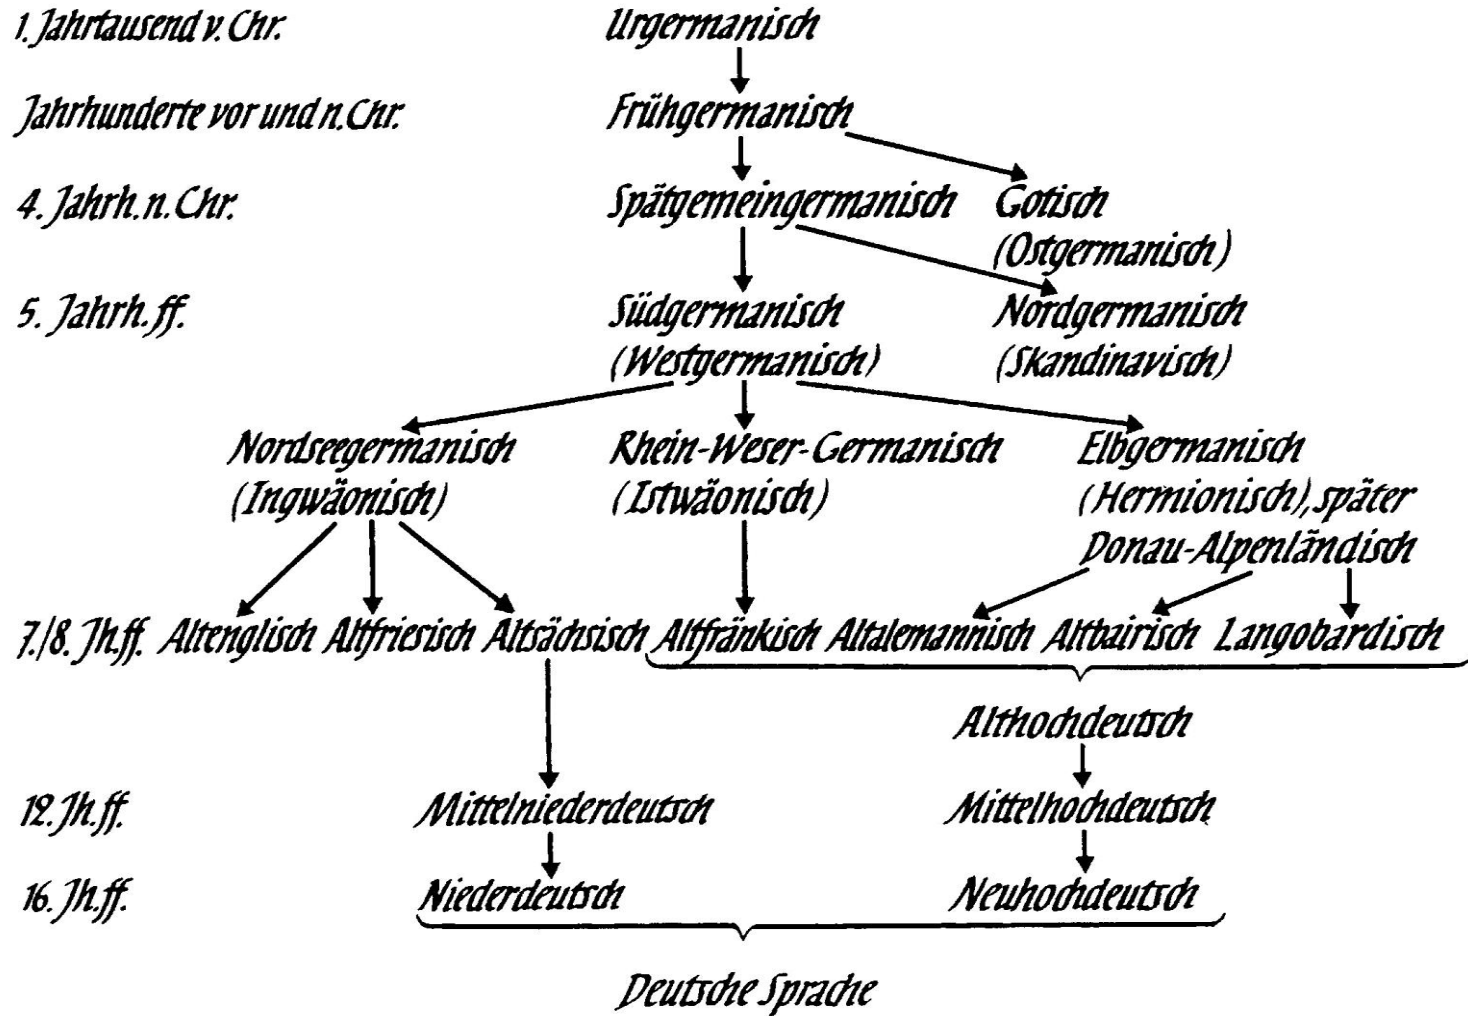 1. Jahrtausend v. Chr. Urgermanisch
Jahrhunderte vor und n. Chr. Frühgermanisch
4. Jahrh. n. Chr. Spätgemeingermanisch Gotisch
(Ostgermanisch)
5. Jahrh. ff. Südgermanisch Nordgermanisch
(Westgermanisch) (Skandinavisch)
Nordseegermanisch Rhein-Weser-Germanisch Elbgermanisch
(Ingwäonisch) (Istwäonisch) (Hermionisch), später
Donau-Alpenländisch
7./8. Jh. ff. Altenglisch Altfriesisch Altsächsisch Altfränkisch Altalemannisch Altbairisch Langobardisch
Althochdeutsch
12. Jh. ff. Mittelniederdeutsch Mittelhochdeutsch
16. Jh. ff. Niederdeutsch Neuhochdeutsch
Deutsche Sprache